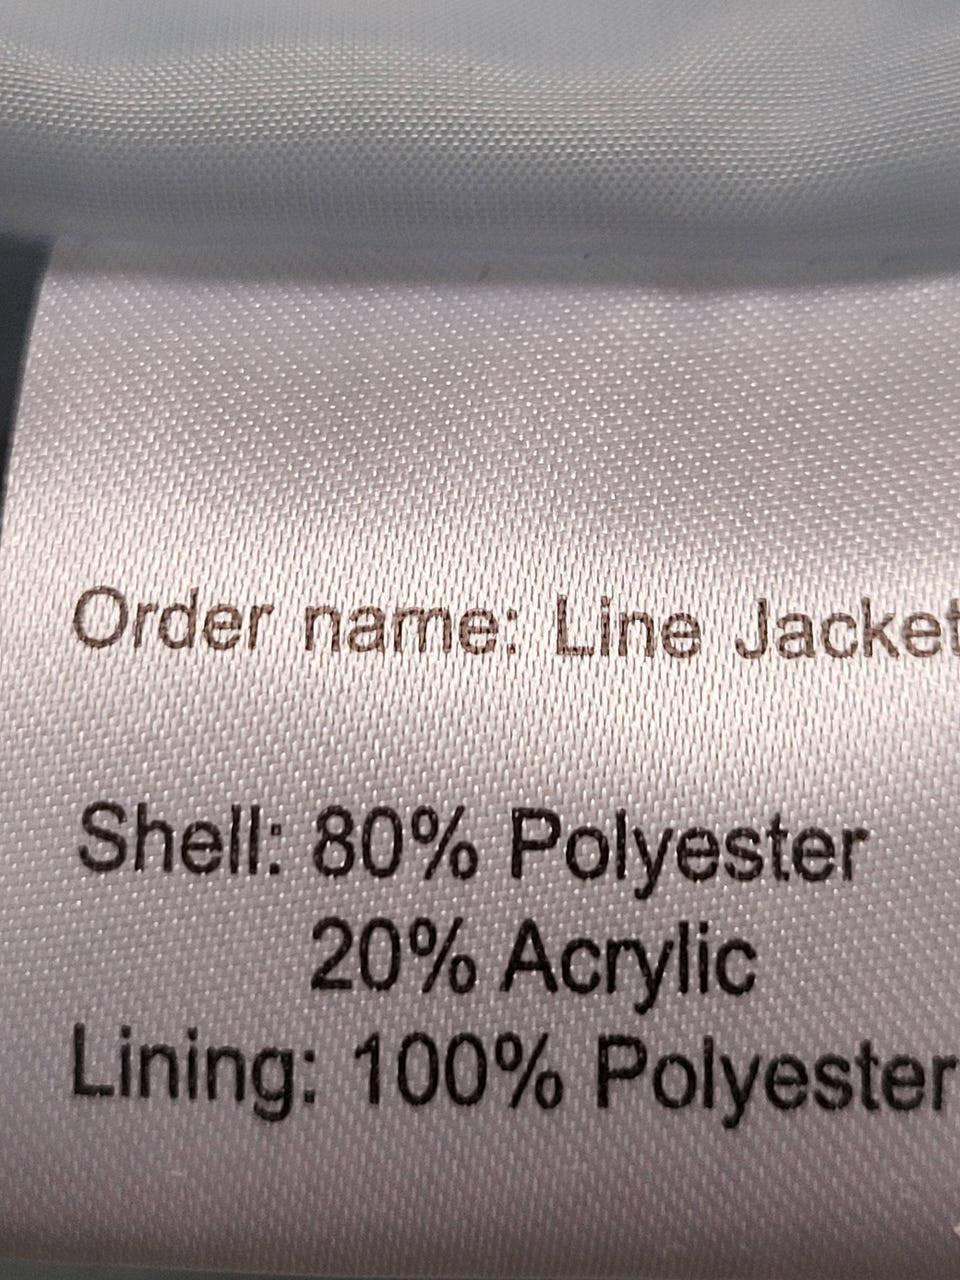 Order name: Line Jacket
Shell: 80% Polyester
20% Acrylic
Lining: 100% Polyester